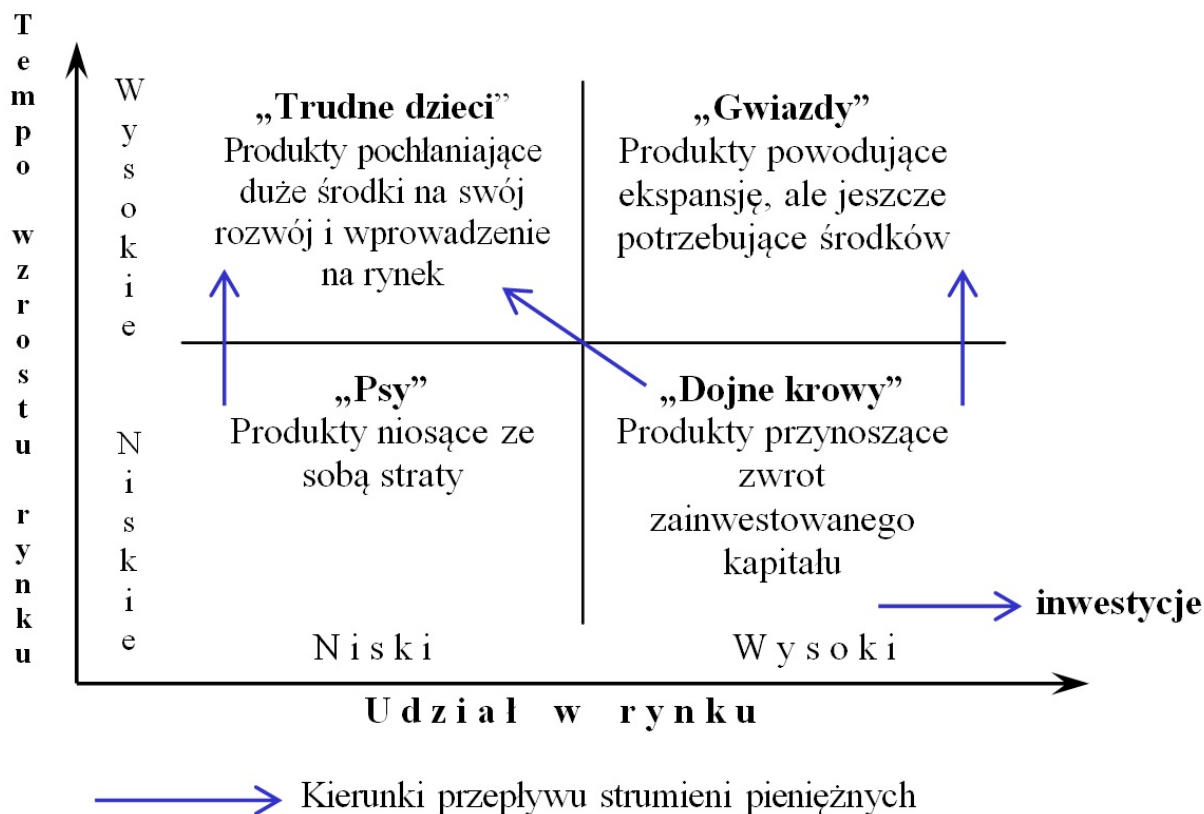 Tempo wzrostu rynku
Wysokie
„Trudne dzieci”
Produkty pochłaniające
duże środki na swój
rozwój i wprowadzenie
na rynek
„Gwiazdy”
Produkty powodujące
ekspansję, ale jeszcze
potrzebujące środków
Niskie
„Psy”
Produkty niosące ze
sobą straty
„Dojne krowy”
Produkty przynoszące
zwrot
zainwestowanego
kapitału
inwestycje
Niski
Wysoki
Udział w rynku
Kierunki przepływu strumieni pieniężnych